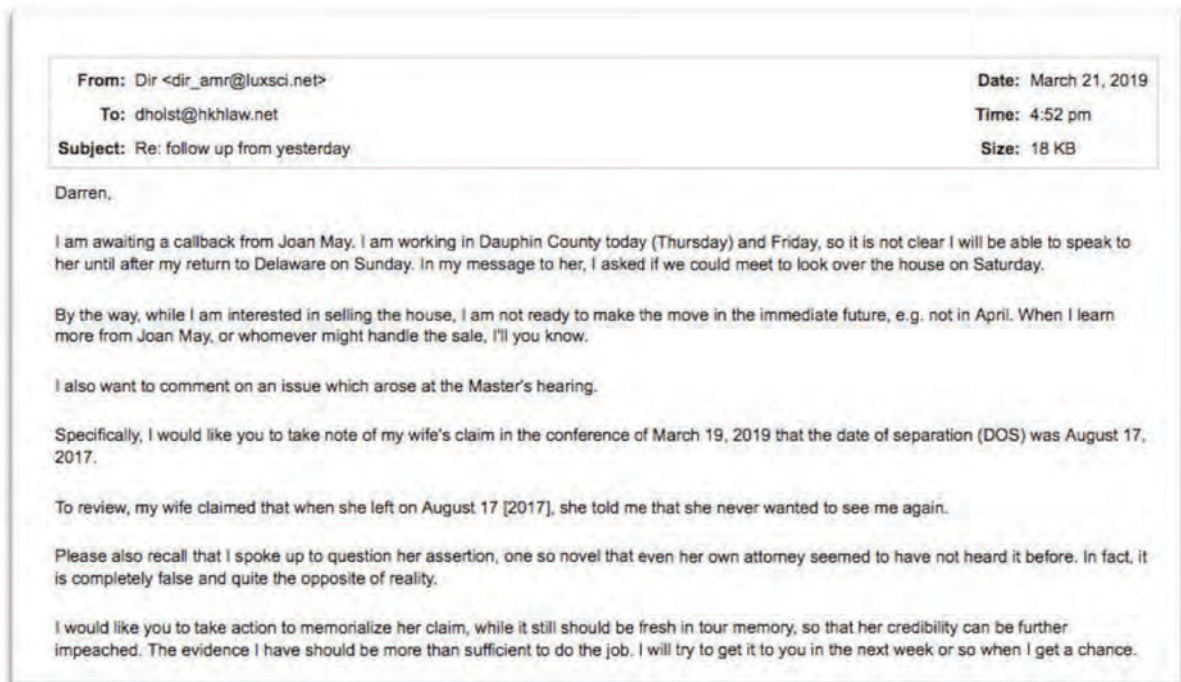 From: Dir <dir_amr@luxsci.net> Date: March 21, 2019
To: dholst@hkhlaw.net Time: 4:52 pm
Subject: Re: follow up from yesterday Size: 18 KB
Darren,
I am awaiting a callback from Joan May. I am working in Dauphin County today (Thursday) and Friday, so it is not clear I will be able to speak to
her until after my return to Delaware on Sunday. In my message to her, I asked if we could meet to look over the house on Saturday.
By the way, while I am interested in selling the house, I am not ready to make the move in the immediate future, e.g. not in April. When I learn
more from Joan May, or whomever might handle the sale, I'll you know.
I also want to comment on an issue which arose at the Master's hearing.
Specifically, I would like you to take note of my wife's claim in the conference of March 19, 2019 that the date of separation (DOS) was August 17,
2017.
To review, my wife claimed that when she left on August 17 [2017], she told me that she never wanted to see me again.
Please also recall that I spoke up to question her assertion, one so novel that even her own attorney seemed to have not heard it before. In fact, it
is completely false and quite the opposite of reality.
I would like you to take action to memorialize her claim, while it still should be fresh in tour memory, so that her credibility can be further
impeached. The evidence I have should be more than sufficient to do the job. I will try to get it to you in the next week or so when I get a chance.